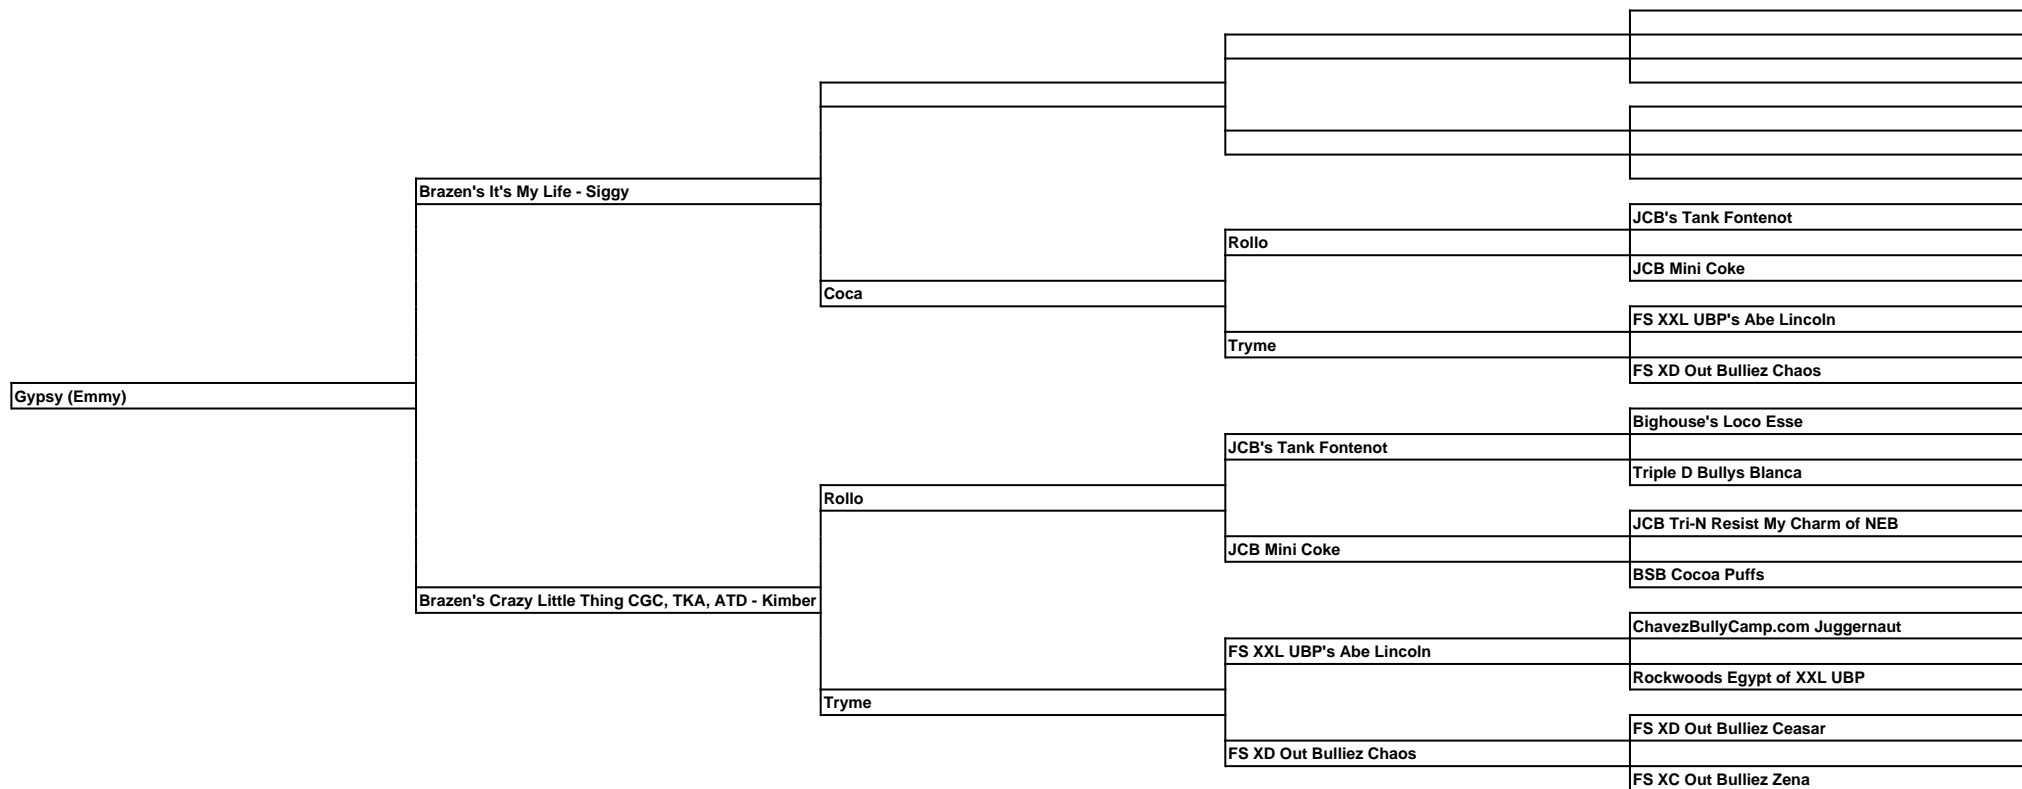 Brazen's It's My Life - Siggy
JCB's Tank Fontenot
Rollo
JCB Mini Coke
Coca
FS XXL UBP's Abe Lincoln
Tryme
FS XD Out Bulliez Chaos
Gypsy (Emmy)
Bighouse's Loco Esse
JCB's Tank Fontenot
Triple D Bullys Blanca
Rollo
JCB Tri-N Resist My Charm of NEB
JCB Mini Coke
BSB Cocoa Puffs
Brazen's Crazy Little Thing CGC, TKA, ATD - Kimber
ChavezBullyCamp.com Juggernaut
FS XXL UBP's Abe Lincoln
Rockwoods Egypt of XXL UBP
Tryme
FS XD Out Bulliez Ceasar
FS XD Out Bulliez Chaos
FS XC Out Bulliez Zena